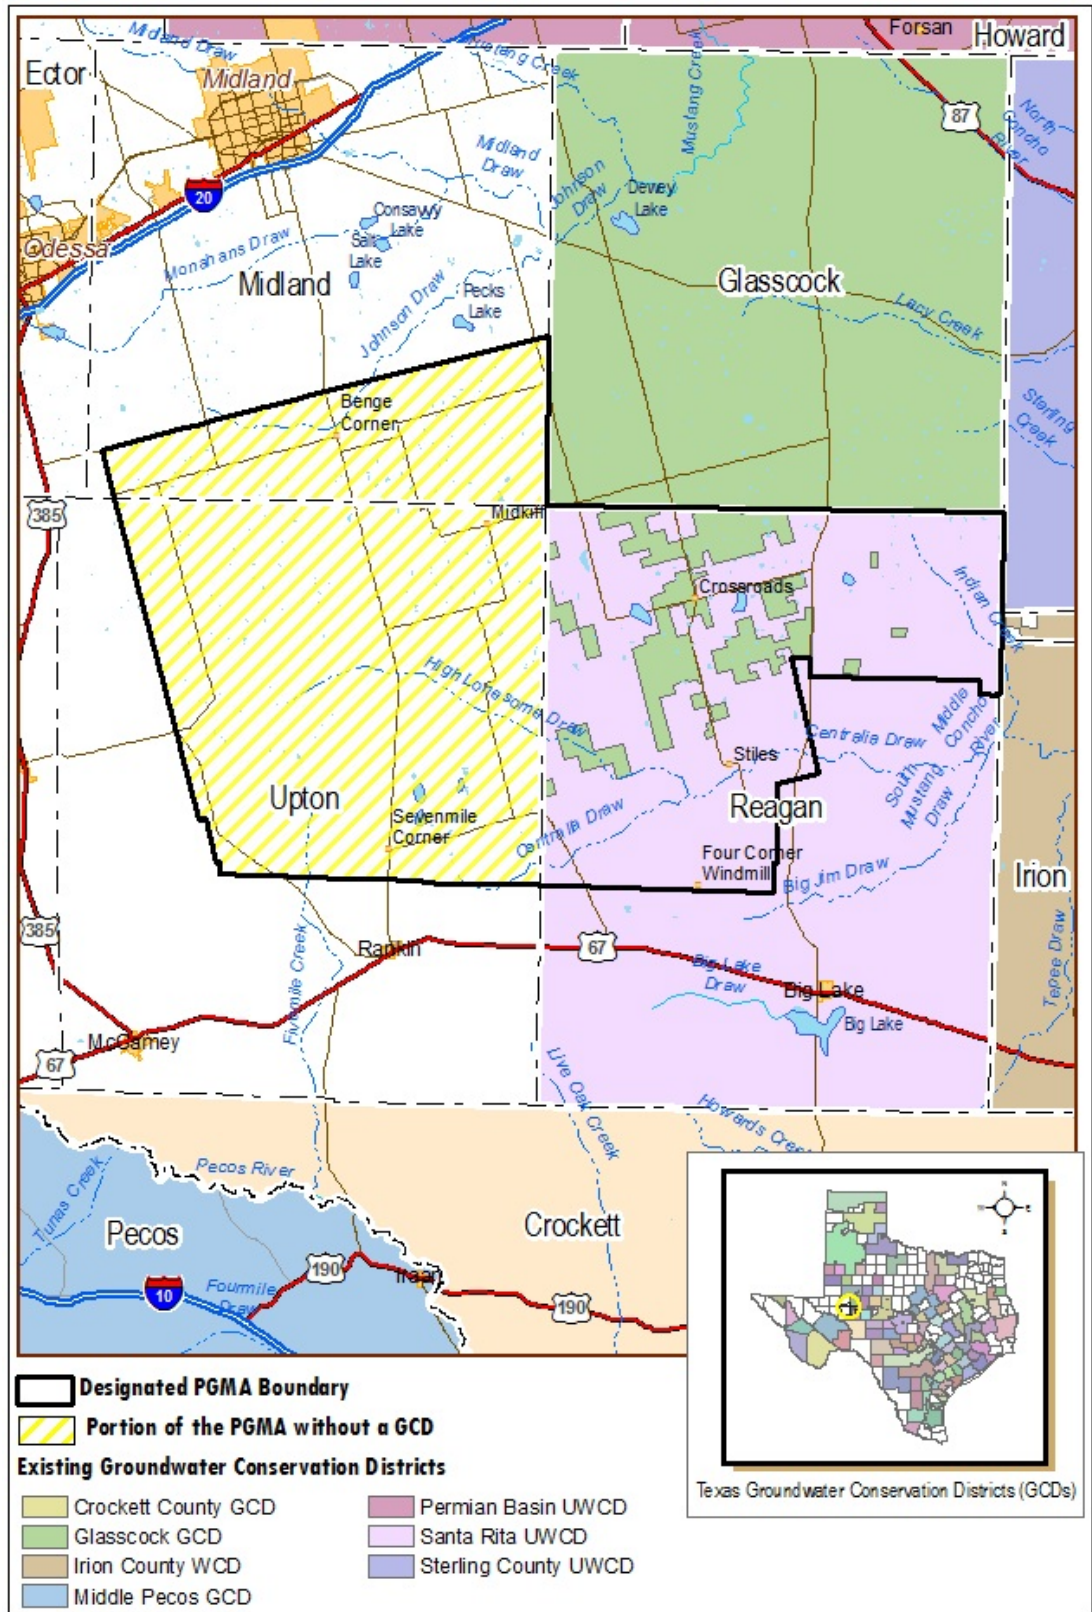 Forsan
Howard
Midland Draw
Mustang Creek
Ector
Midland
87
North
Concho
River
Mustang Creek
20
Midland
Draw
Johnson
Draw
Dewey
Lake
Consavvy
Lake
Salt
Lake
Odessa
Monahans Draw
Midland
Glasscock
Pecks
Lake
Johnson Draw
Lacy Creek
Benge
Corner
Sterling
Creek
385
Midkiff
Crossroads
Indian Creek
High Lonesome Draw
Middle
Concho
River
Centralia Draw
Stiles
South
Mustang
Draw
Upton
Reagan
Sevenmile
Corner
Centralia Draw
Four Corner
Windmill
Big Jim Draw
Irion
385
Rankin
67
Big Lake
Draw
Big Lake
Big Lake
Tepee Draw
Fivemile Creek
McCamey
67
Live Oak Creek
Howards Creek
Pecos River
Tunas Creek
Pecos
Crockett
190
Iraan
10
Fourmile
Draw
190
N
W
E
S
Texas Groundwater Conservation Districts (GCDs)
Designated PGMA Boundary
Portion of the PGMA without a GCD
Existing Groundwater Conservation Districts
Crockett County GCD
Glasscock GCD
Irion County WCD
Middle Pecos GCD
Permian Basin UWCD
Santa Rita UWCD
Sterling County UWCD